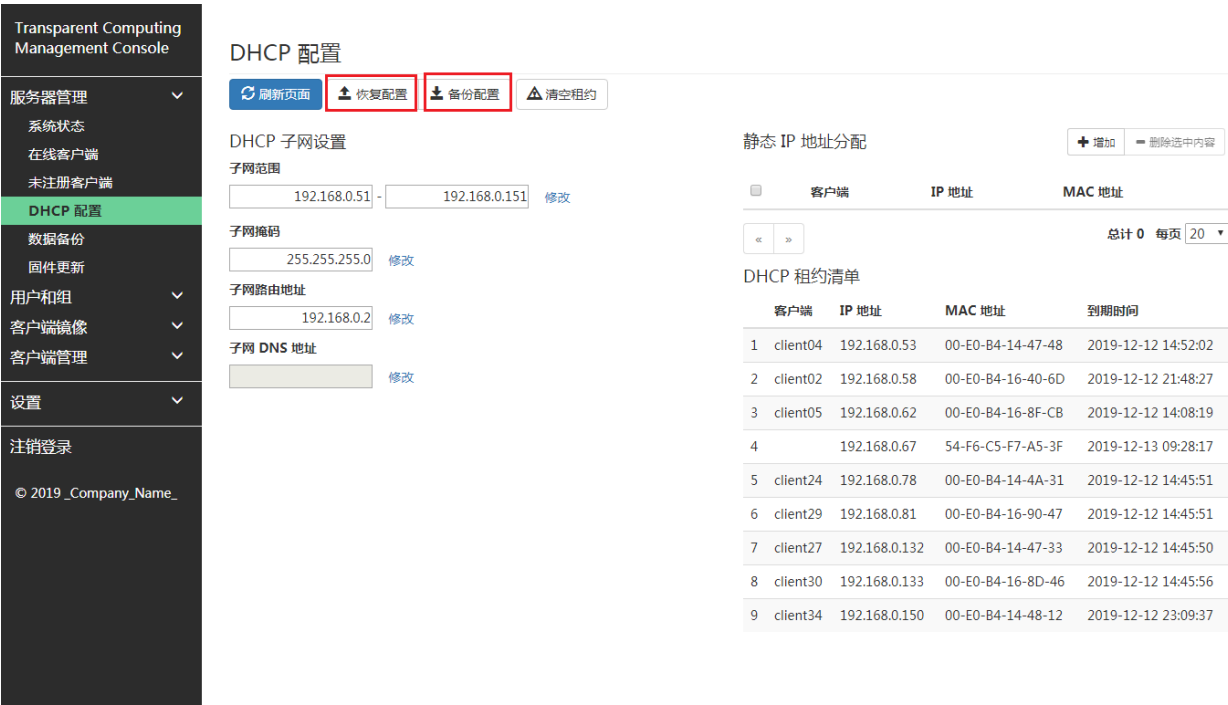 Transparent Computing
Management Console
服务器管理
系统状态
在线客户端
未注册客户端
DHCP 配置
数据备份
固件更新
用户和组
客户端镜像
客户端管理
设置
注销登录
© 2019 _Company_Name_
DHCP 配置
刷新页面 恢复配置 备份配置 清空租约
DHCP 子网设置
子网范围
192.168.0.51 - 192.168.0.151 修改
子网掩码
255.255.255.0 修改
子网路由地址
192.168.0.2 修改
子网 DNS 地址
修改
静态 IP 地址分配 增加 删除选中内容
客户端 IP 地址 MAC 地址
« » 总计 0 每页 20
DHCP 租约清单
客户端 IP 地址 MAC 地址 到期时间
1 client04 192.168.0.53 00-E0-B4-14-47-48 2019-12-12 14:52:02
2 client02 192.168.0.58 00-E0-B4-16-40-6D 2019-12-12 21:48:27
3 client05 192.168.0.62 00-E0-B4-16-8F-CB 2019-12-12 14:08:19
4 192.168.0.67 54-F6-C5-F7-A5-3F 2019-12-13 09:28:17
5 client24 192.168.0.78 00-E0-B4-14-4A-31 2019-12-12 14:45:51
6 client29 192.168.0.81 00-E0-B4-16-90-47 2019-12-12 14:45:51
7 client27 192.168.0.132 00-E0-B4-14-47-33 2019-12-12 14:45:50
8 client30 192.168.0.133 00-E0-B4-16-8D-46 2019-12-12 14:45:56
9 client34 192.168.0.150 00-E0-B4-14-48-12 2019-12-12 23:09:37